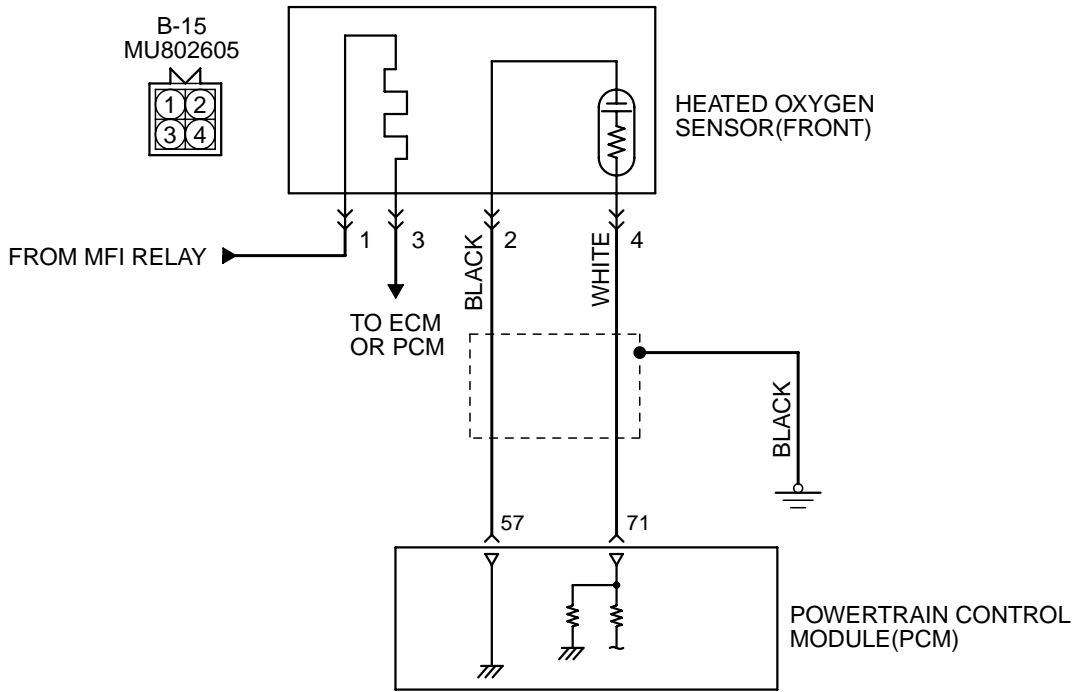 B-15
MU802605
1 2
3 4
HEATED OXYGEN
SENSOR(FRONT)
1
3
2
4
FROM MFI RELAY
BLACK
WHITE
TO ECM
OR PCM
BLACK
57
71
POWERTRAIN CONTROL
MODULE(PCM)